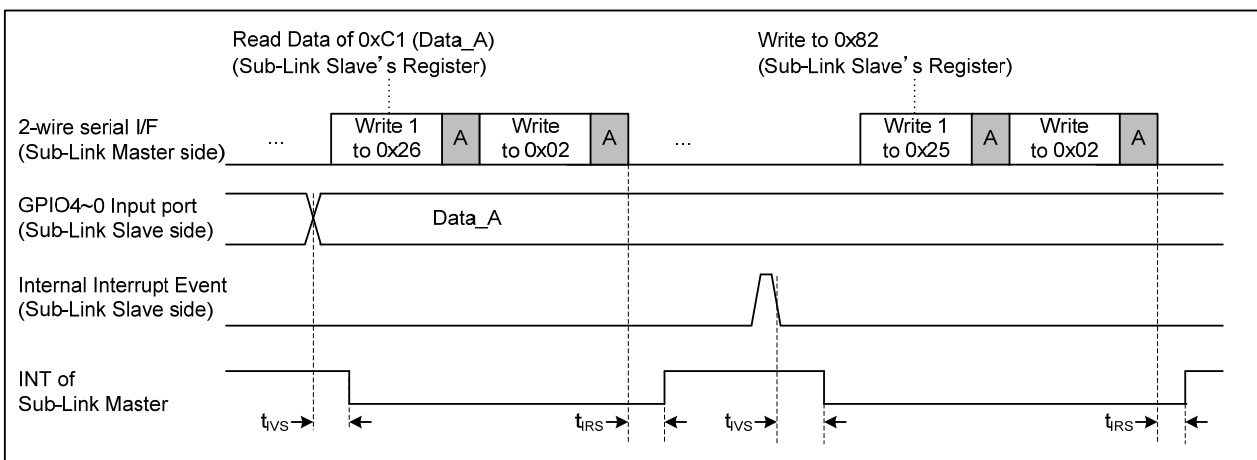 Read Data of 0xC1 (Data_A)
(Sub-Link Slave's Register)
Write to 0x82
(Sub-Link Slave's Register)
2-wire serial I/F
(Sub-Link Master side)
...
Write 1
to 0x26
A
Write
to 0x02
A
...
Write 1
to 0x25
A
Write
to 0x02
A
GPIO4~0 Input port
(Sub-Link Slave side)
Data_A
Internal Interrupt Event
(Sub-Link Slave side)
INT of
Sub-Link Master
tIVS
tIRS
tIVS
tIRS